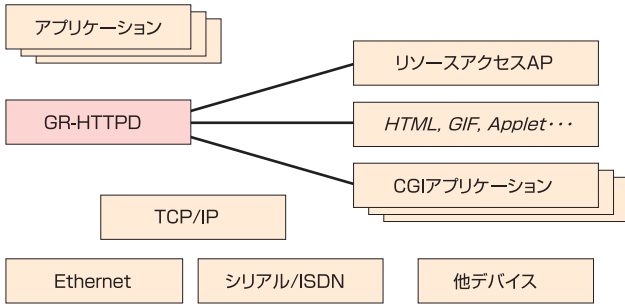 アプリケーション
リソースアクセスAP
GR-HTTPD
HTML, GIF, Applet･･･
CGIアプリケーション
TCP/IP
Ethernet
シリアル/ISDN
他デバイス